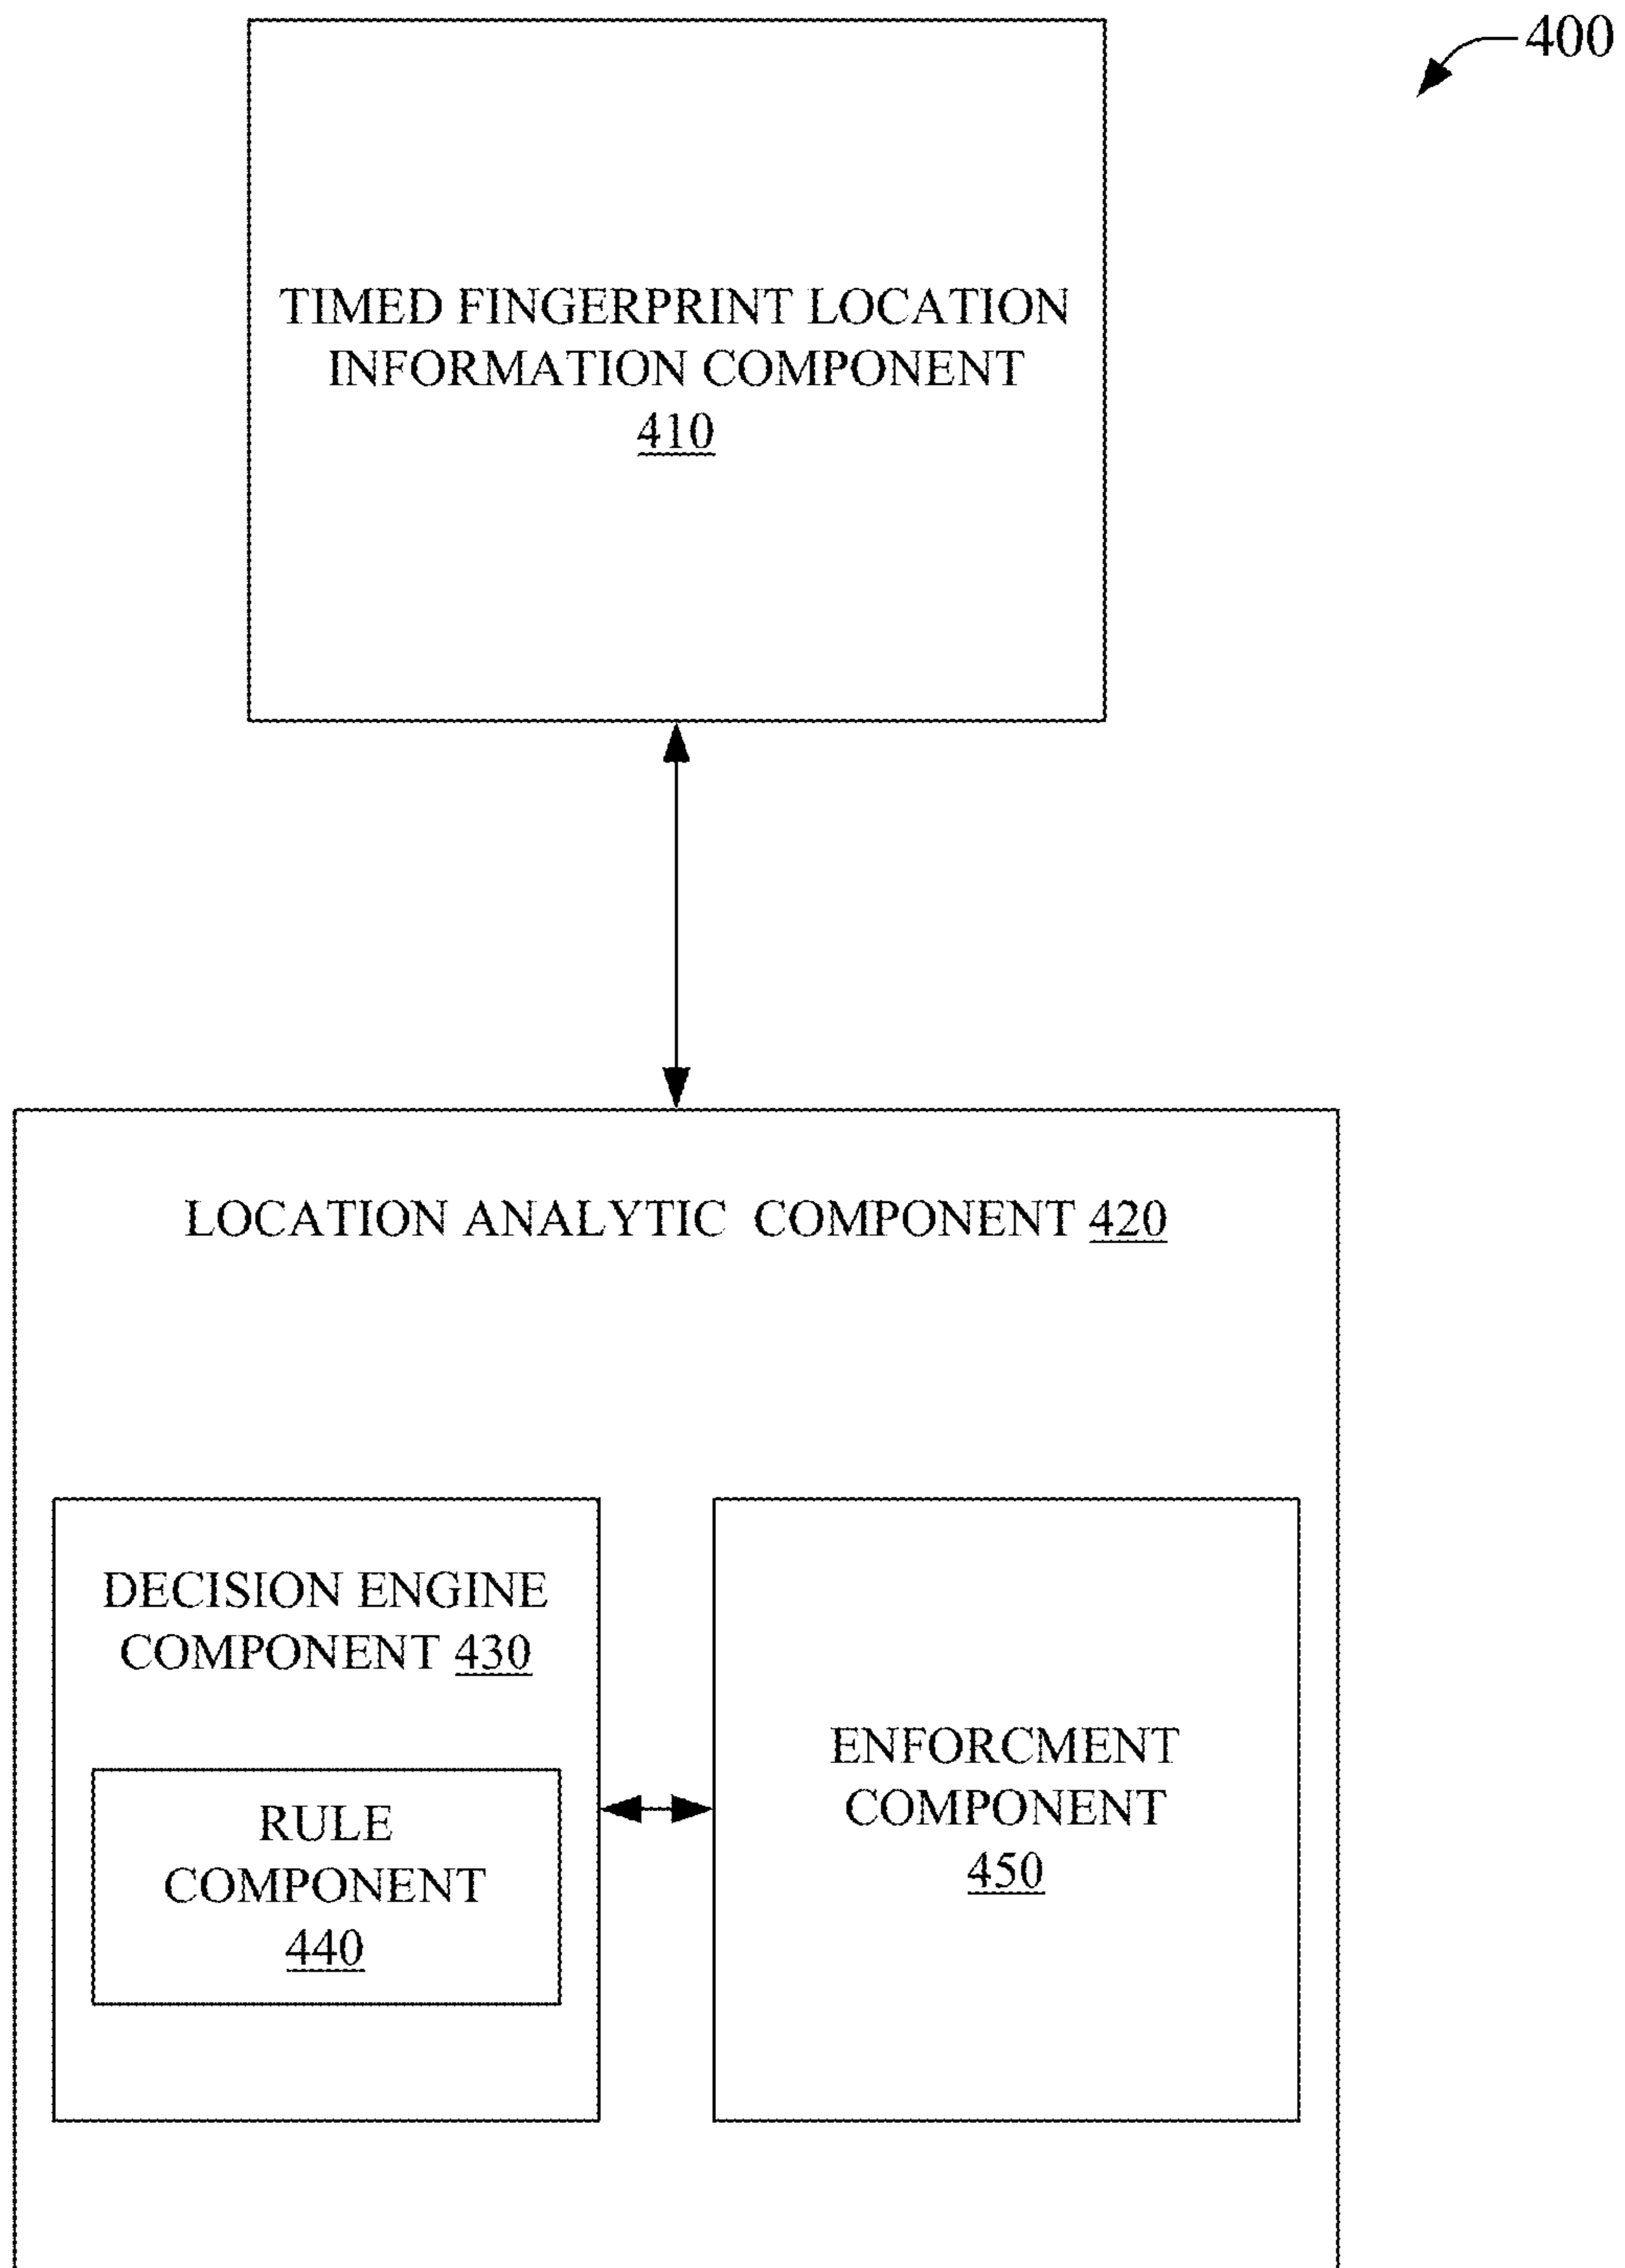 400
TIMED FINGERPRINT LOCATION
INFORMATION COMPONENT
410
LOCATION ANALYTIC COMPONENT 420
DECISION ENGINE
COMPONENT 430
RULE
COMPONENT
440
ENFORCMENT
COMPONENT
450